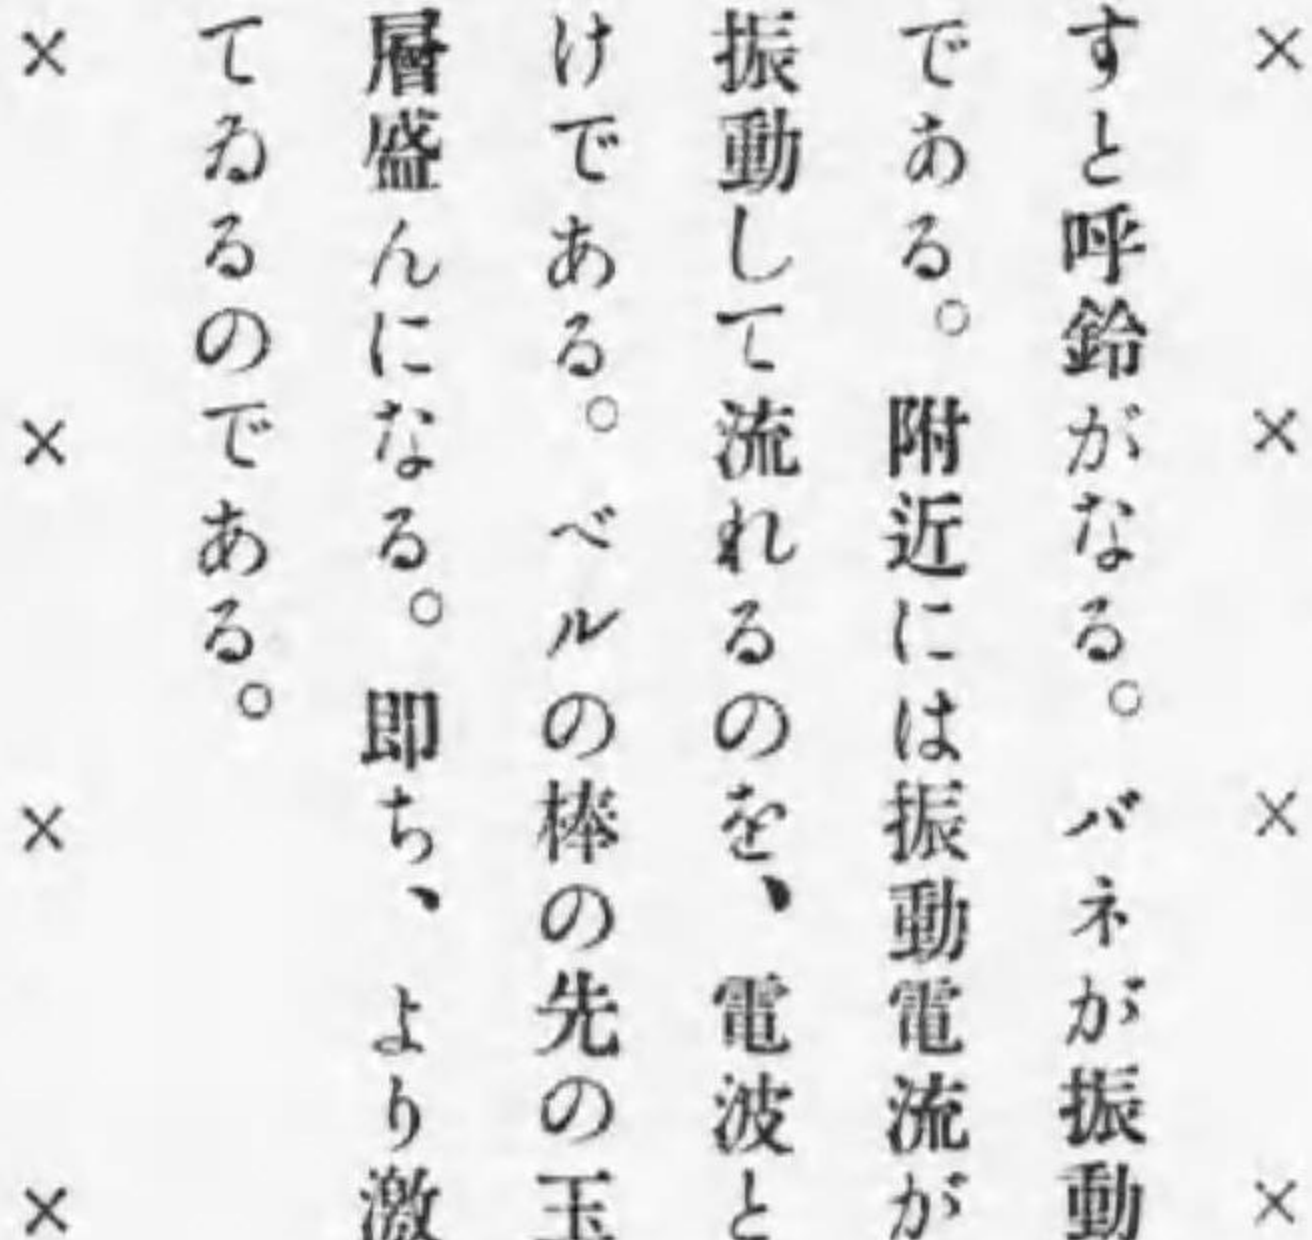 ×　×　×　×
すと呼鈴がなる。バネが振動
である。附近には振動電流が
振動して流れるのを、電波と
けである。ベルの棒の先の玉
層盛んになる。即ち、より激
てゐるのである。
×　×　×　×